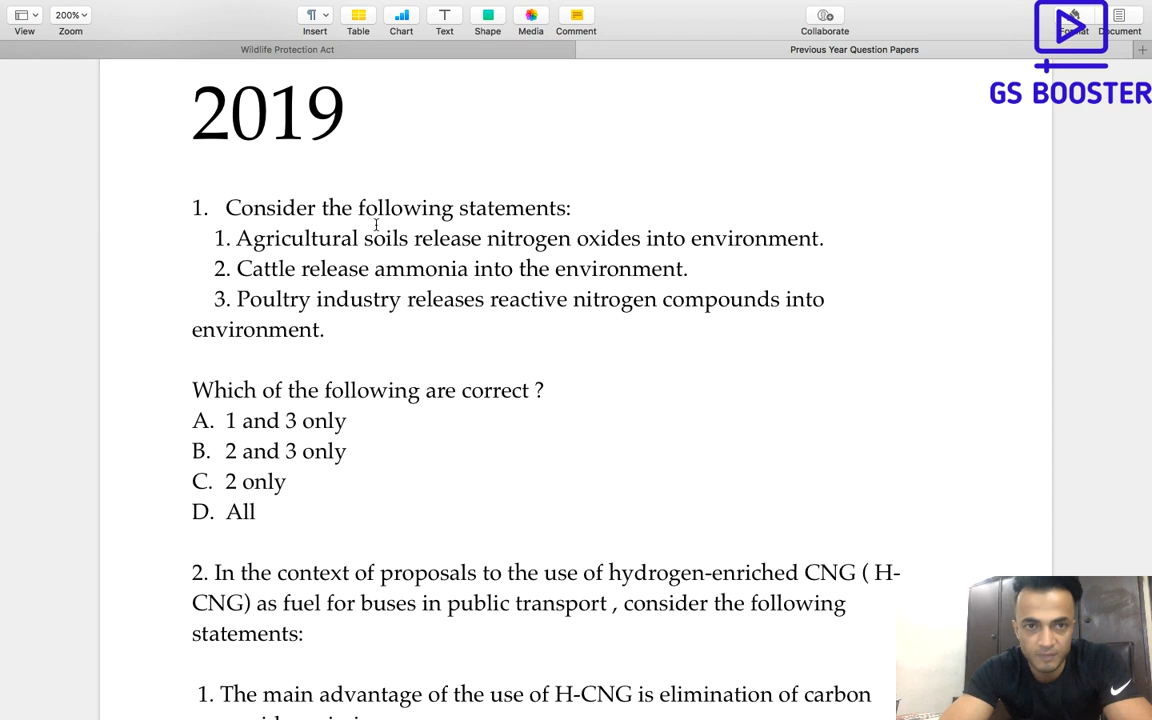 200%
View
Zoom
Insert
Table
Chart
Text
Shape
Media
Comment
Collaborate
Format
Document
Wildlife Protection Act
Previous Year Question Papers
GS BOOSTER
2019
1. Consider the following statements:
1. Agricultural soils release nitrogen oxides into environment.
2. Cattle release ammonia into the environment.
3. Poultry industry releases reactive nitrogen compounds into
environment.
Which of the following are correct ?
A. 1 and 3 only
B. 2 and 3 only
C. 2 only
D. All
2. In the context of proposals to the use of hydrogen-enriched CNG ( H-
CNG) as fuel for buses in public transport , consider the following
statements:
1. The main advantage of the use of H-CNG is elimination of carbon